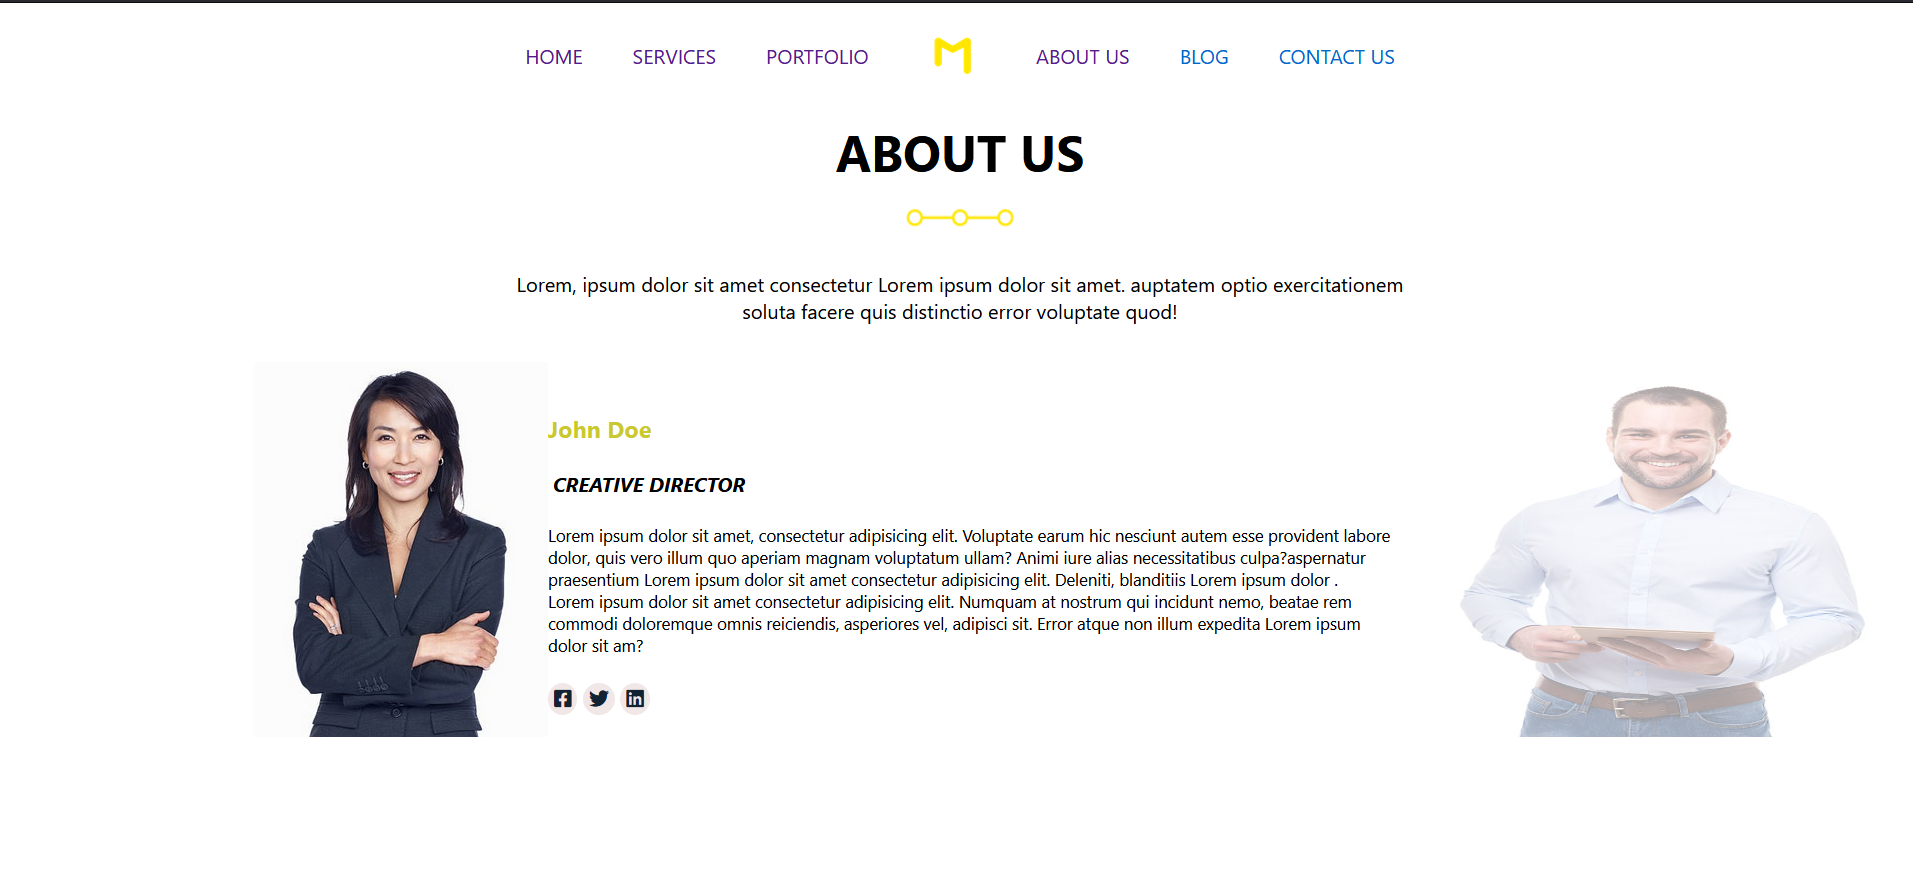 HOME SERVICES PORTFOLIO M ABOUT US BLOG CONTACT US
ABOUT US
Lorem, ipsum dolor sit amet consectetur Lorem ipsum dolor sit amet. auptatem optio exercitationem
soluta facere quis distinctio error voluptate quod!
John Doe
CREATIVE DIRECTOR
Lorem ipsum dolor sit amet, consectetur adipisicing elit. Voluptate earum hic nesciunt autem esse provident labore
dolor, quis vero illum quo aperiam magnam voluptatum ullam? Animi iure alias necessitatibus culpa?aspernatur
praesentium Lorem ipsum dolor sit amet consectetur adipisicing elit. Deleniti, blanditiis Lorem ipsum dolor .
Lorem ipsum dolor sit amet consectetur adipisicing elit. Numquam at nostrum qui incidunt nemo, beatae rem
commodi doloremque omnis reiciendis, asperiores vel, adipisci sit. Error atque non illum expedita Lorem ipsum
dolor sit am?